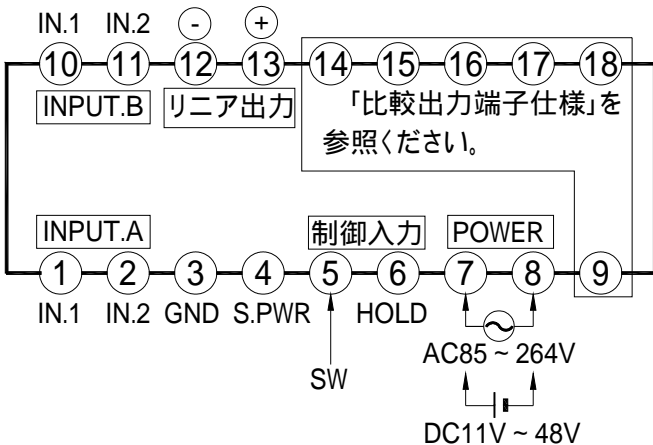 IN.1 IN.2 - +
10 11 12 13 14 15 16 17 18
INPUT.B リニア出力 「比較出力端子仕様」を
参照ください。
INPUT.A 制御入力 POWER
1 2 3 4 5 6 7 8 9
IN.1 IN.2 GND S.PWR HOLD
AC85 ~ 264V
SW
DC11V ~ 48V